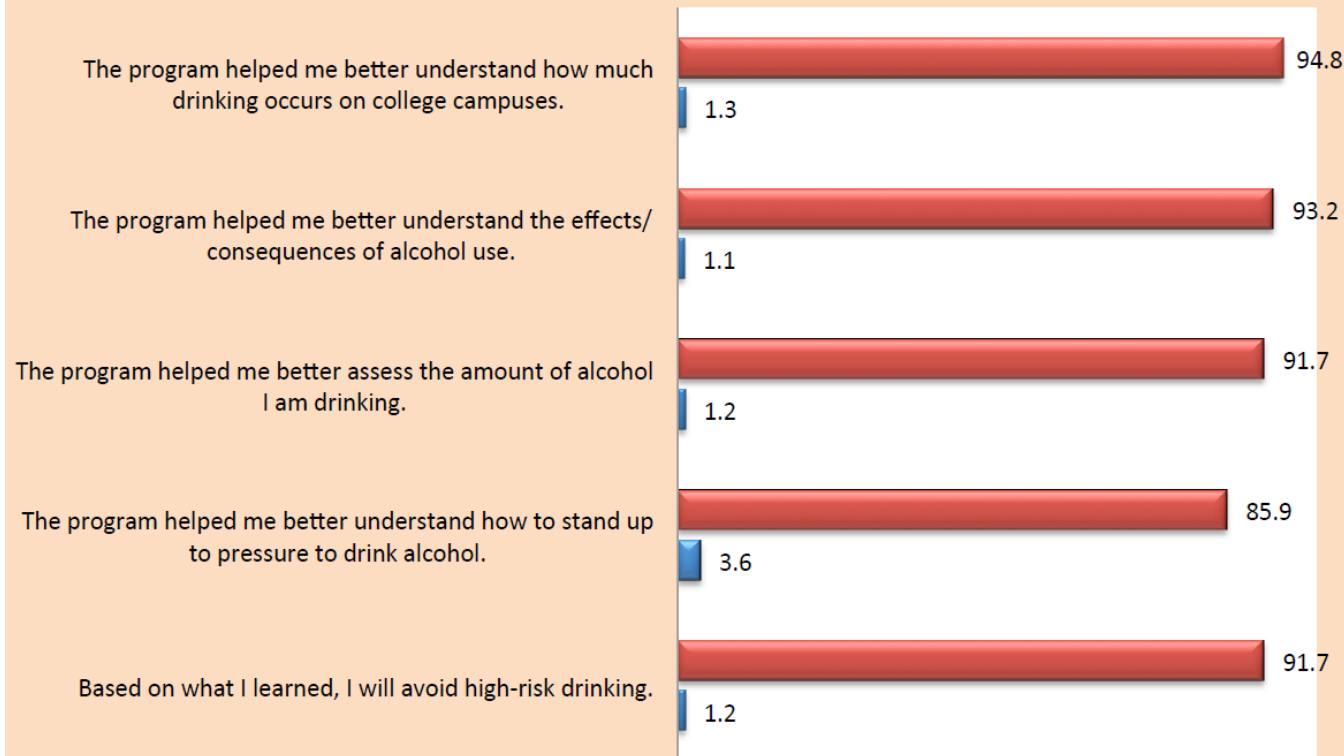 The program helped me better understand how much
drinking occurs on college campuses.
94.8
1.3
The program helped me better understand the effects/
consequences of alcohol use.
93.2
1.1
The program helped me better assess the amount of alcohol
I am drinking.
91.7
1.2
The program helped me better understand how to stand up
to pressure to drink alcohol.
85.9
3.6
Based on what I learned, I will avoid high-risk drinking.
91.7
1.2